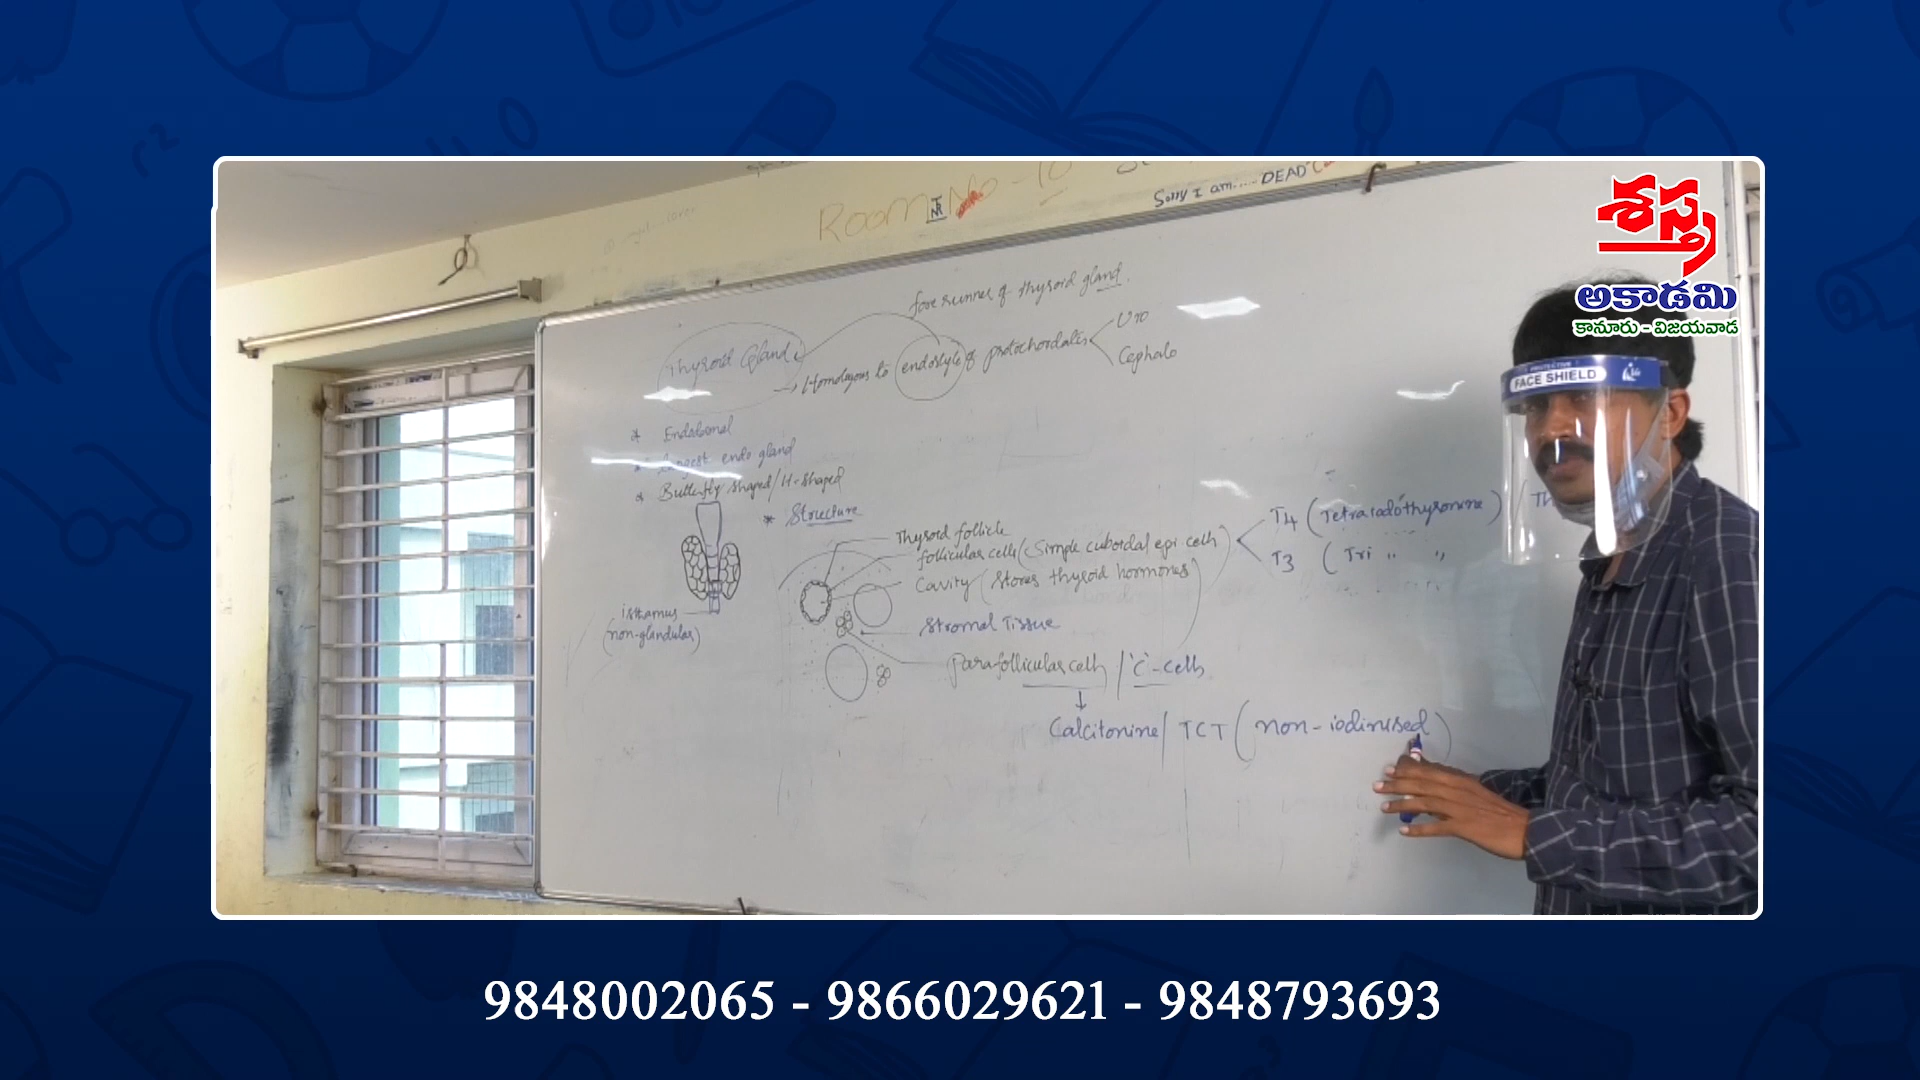 Room No - 10
Sorry I am..... DEAD
శస్త్ర
అకాడమి
కానూరు - విజయవాడ
PROTECTIVE
FACE SHIELD
fore runner of thyroid gland.
Thyroid Gland
→ Homologous to endostyle of protochordates
Uro
Cephalo
* Endodermal
* largest endo gland
* Butterfly shaped/H-shaped
* Structure
isthamus
(non-glandular)
Thyroid follicle
follicular cells (Simple cuboidal epi cells)
Cavity (Stores thyroid hormones)
Stromal Tissue
parafollicular cells / 'C'-cells
T4 (Tetraiodothyronine) / Th
T3 (Tri " "
Calcitonine / TCT (non-iodinised)
9848002065 - 9866029621 - 9848793693